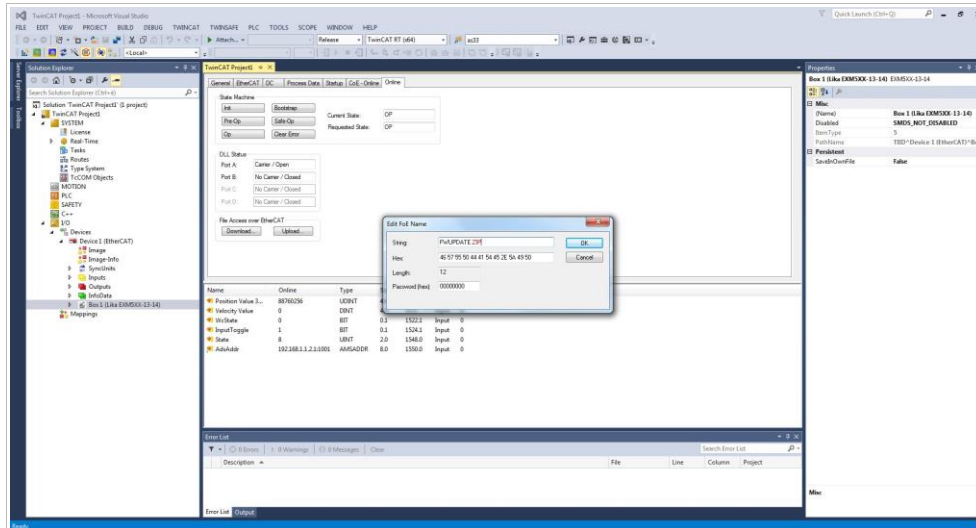 TwinCAT Project1 - Microsoft Visual Studio
Quick Launch (Ctrl+Q)
FILE EDIT VIEW PROJECT BUILD DEBUG TWINCAT TWINSAFE PLC TOOLS SCOPE WINDOW HELP
Attach... Release TwinCAT RT (x64)
<Local>
Server Explorer
Toolbox
Solution Explorer
Search Solution Explorer (Ctrl+è)
Solution 'TwinCAT Project1' (1 project)
TwinCAT Project1
SYSTEM
License
Real-Time
Tasks
Routes
Type System
TcCOM Objects
MOTION
PLC
SAFETY
C++
I/O
Devices
Device 1 (EtherCAT)
Image
Image-Info
SyncUnits
Inputs
Outputs
InfoData
Box 1 (Lika EXM5XX-13-14)
Mappings
TwinCAT Project1
General EtherCAT DC Process Data Startup CoE - Online Online
State Machine
Init Bootstrap
Pre-Op Safe-Op
Op Clear Error
Current State: OP
Requested State: OP
DLL Status
Port A: Carrier / Open
Port B: No Carrier / Closed
Port C: No Carrier / Closed
Port D: No Carrier / Closed
File Access over EtherCAT
Download... Upload...
Edit FoE Name
String: FWUPDATE.ZIP
Hex: 46 57 55 50 44 41 54 45 2E 5A 49 50
Length: 12
Password (hex): 00000000
OK
Cancel
Name Online Type
Position Value 3... 88760256 UDINT
Velocity Value 0 DINT
WcState 0 BIT 0.1 1522.1 Input 0
InputToggle 1 BIT 0.1 1524.1 Input 0
State 8 UINT 2.0 1548.0 Input 0
AdsAddr 192.168.1.1.2.1:1001 AMSADDR 8.0 1550.0 Input 0
Error List
0 Errors 0 Warnings 0 Messages Clear
Search Error List
Description File Line Column Project
Error List Output
Properties
Box 1 (Lika EXM5XX-13-14) EXM5XX-13-14
Misc
(Name) Box 1 (Lika EXM5XX-13-14)
Disabled SMDS_NOT_DISABLED
ItemType 5
PathName TIID^Device 1 (EtherCAT)^B
Persistent
SaveInOwnFile False
Misc
Ready